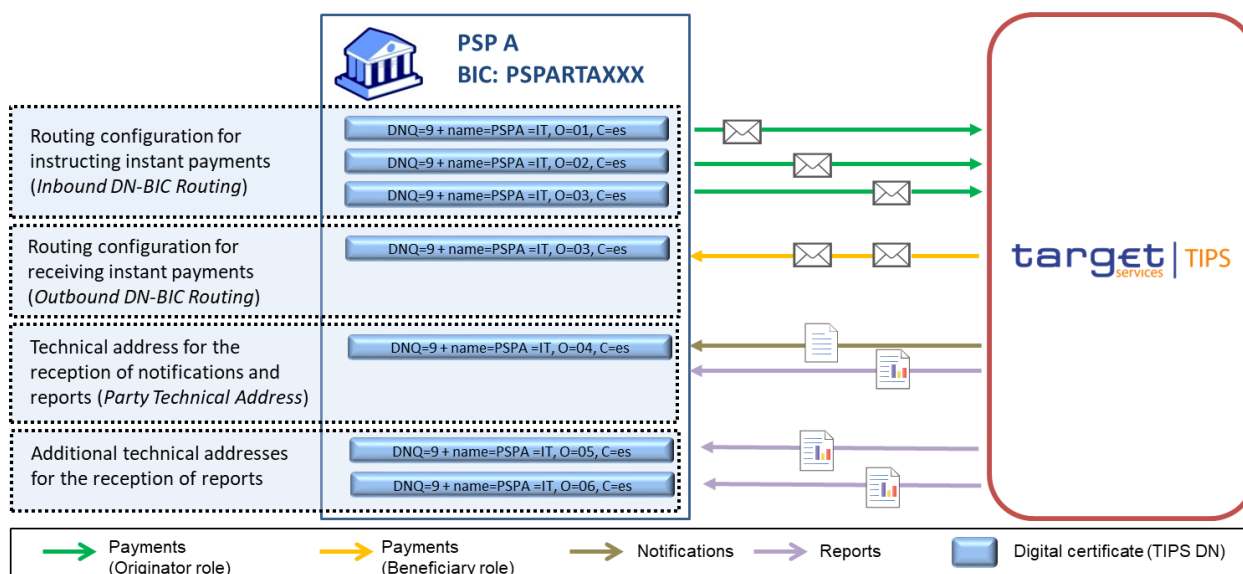 PSP A
BIC: PSPARTAXXX
Routing configuration for
instructing instant payments
(Inbound DN-BIC Routing)
DNQ=9 + name=PSPA =IT, O=01, C=es
DNQ=9 + name=PSPA =IT, O=02, C=es
DNQ=9 + name=PSPA =IT, O=03, C=es
Routing configuration for
receiving instant payments
(Outbound DN-BIC Routing)
DNQ=9 + name=PSPA =IT, O=03, C=es
target
services
TIPS
Technical address for the
reception of notifications and
reports (Party Technical Address)
DNQ=9 + name=PSPA =IT, O=04, C=es
Additional technical addresses
for the reception of reports
DNQ=9 + name=PSPA =IT, O=05, C=es
DNQ=9 + name=PSPA =IT, O=06, C=es
Payments
(Originator role)
Payments
(Beneficiary role)
Notifications
Reports
Digital certificate (TIPS DN)